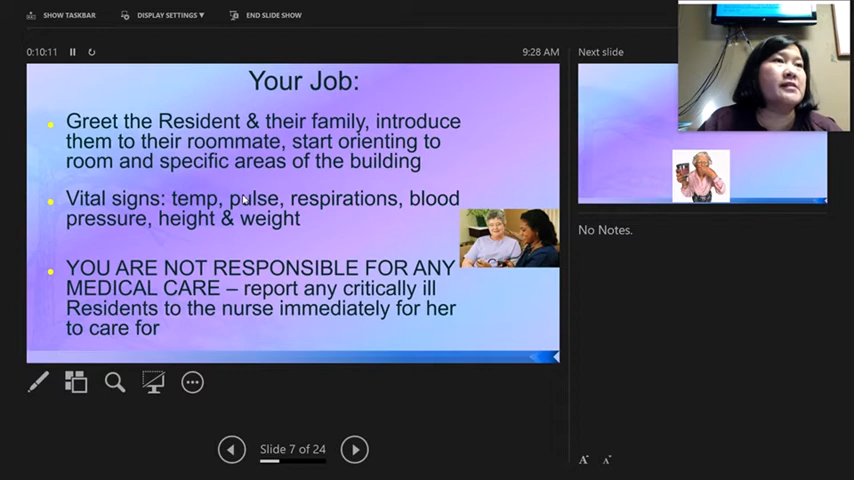 SHOW TASKBAR
DISPLAY SETTINGS ▼
END SLIDE SHOW
0:10:11
9:28 AM
Next slide
Your Job:
Greet the Resident & their family, introduce
them to their roommate, start orienting to
room and specific areas of the building
Vital signs: temp, pulse, respirations, blood
pressure, height & weight
YOU ARE NOT RESPONSIBLE FOR ANY
MEDICAL CARE – report any critically ill
Residents to the nurse immediately for her
to care for
No Notes.
Slide 7 of 24
A A